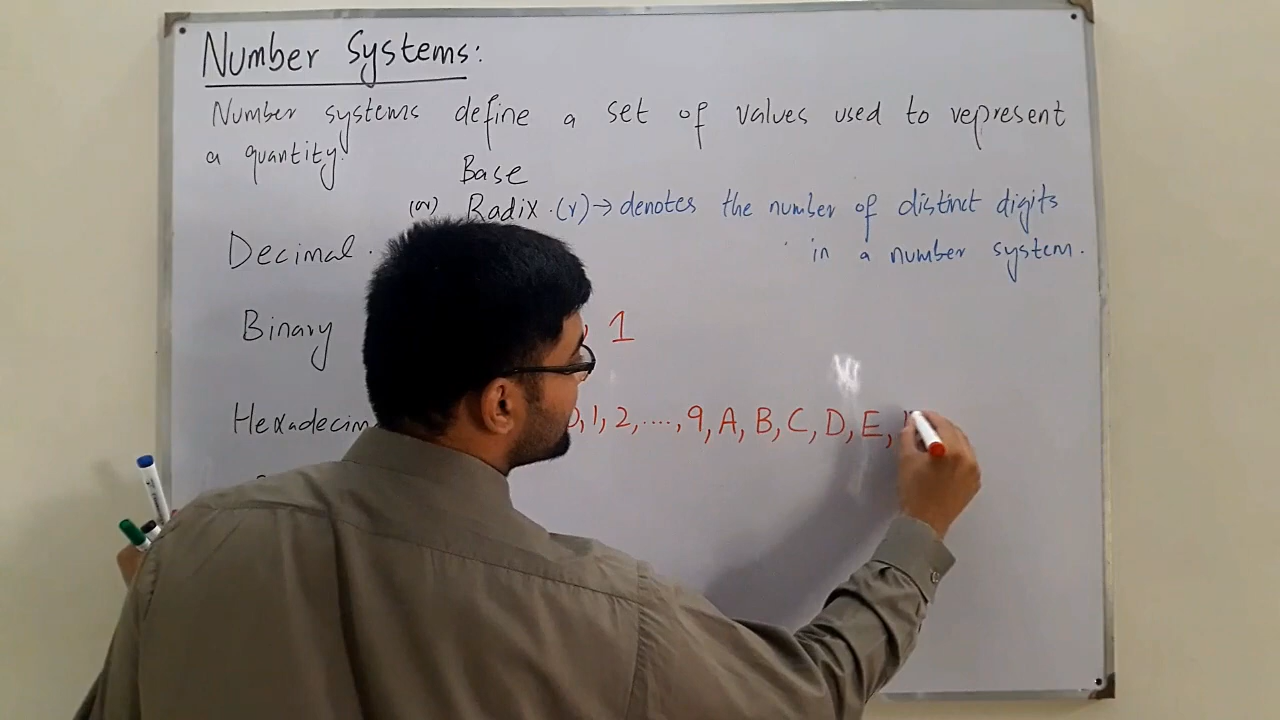 Number Systems:
Number systems define a set of values used to represent
a quantity.
Base
(or) Radix. (r) → denotes the number of distinct digits
in a number system.
Decimal.
Binary , 1
Hexadecim 0, 1, 2, ...., 9, A, B, C, D, E,